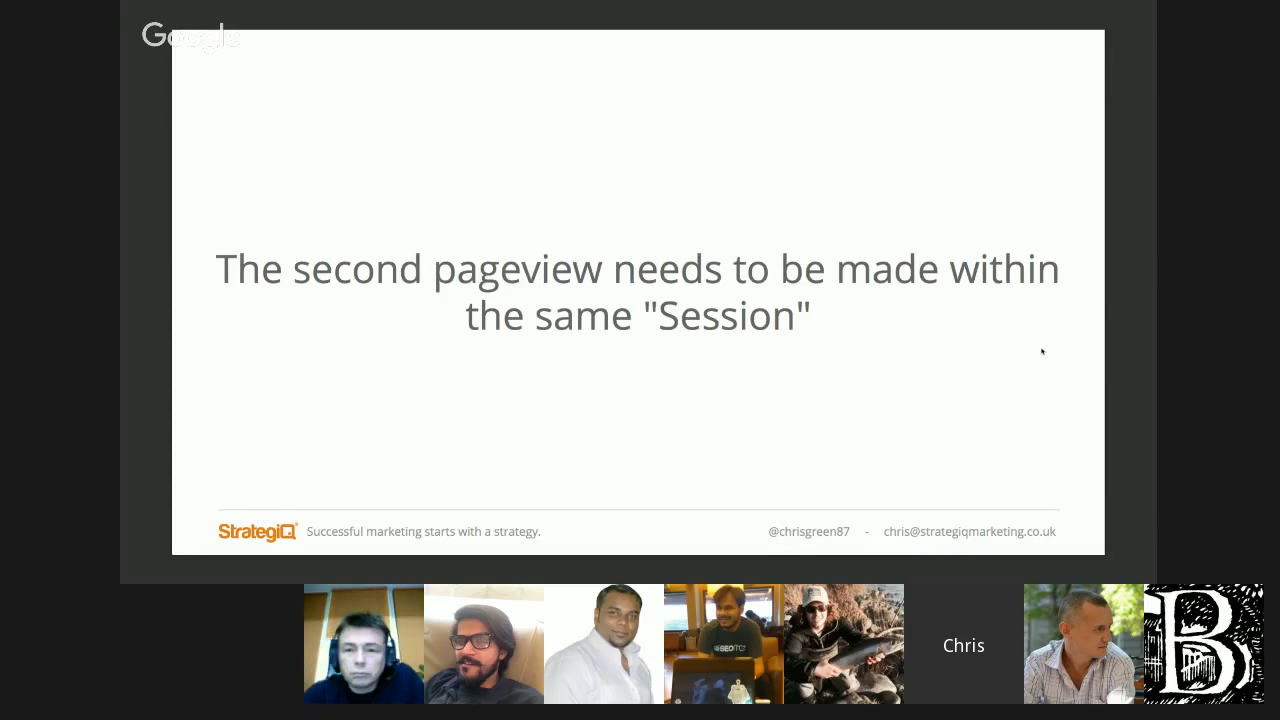 Google
The second pageview needs to be made within
the same "Session"
StrategiQ Successful marketing starts with a strategy. @chrisgreen87 - chris@strategiqmarketing.co.uk
Chris
B